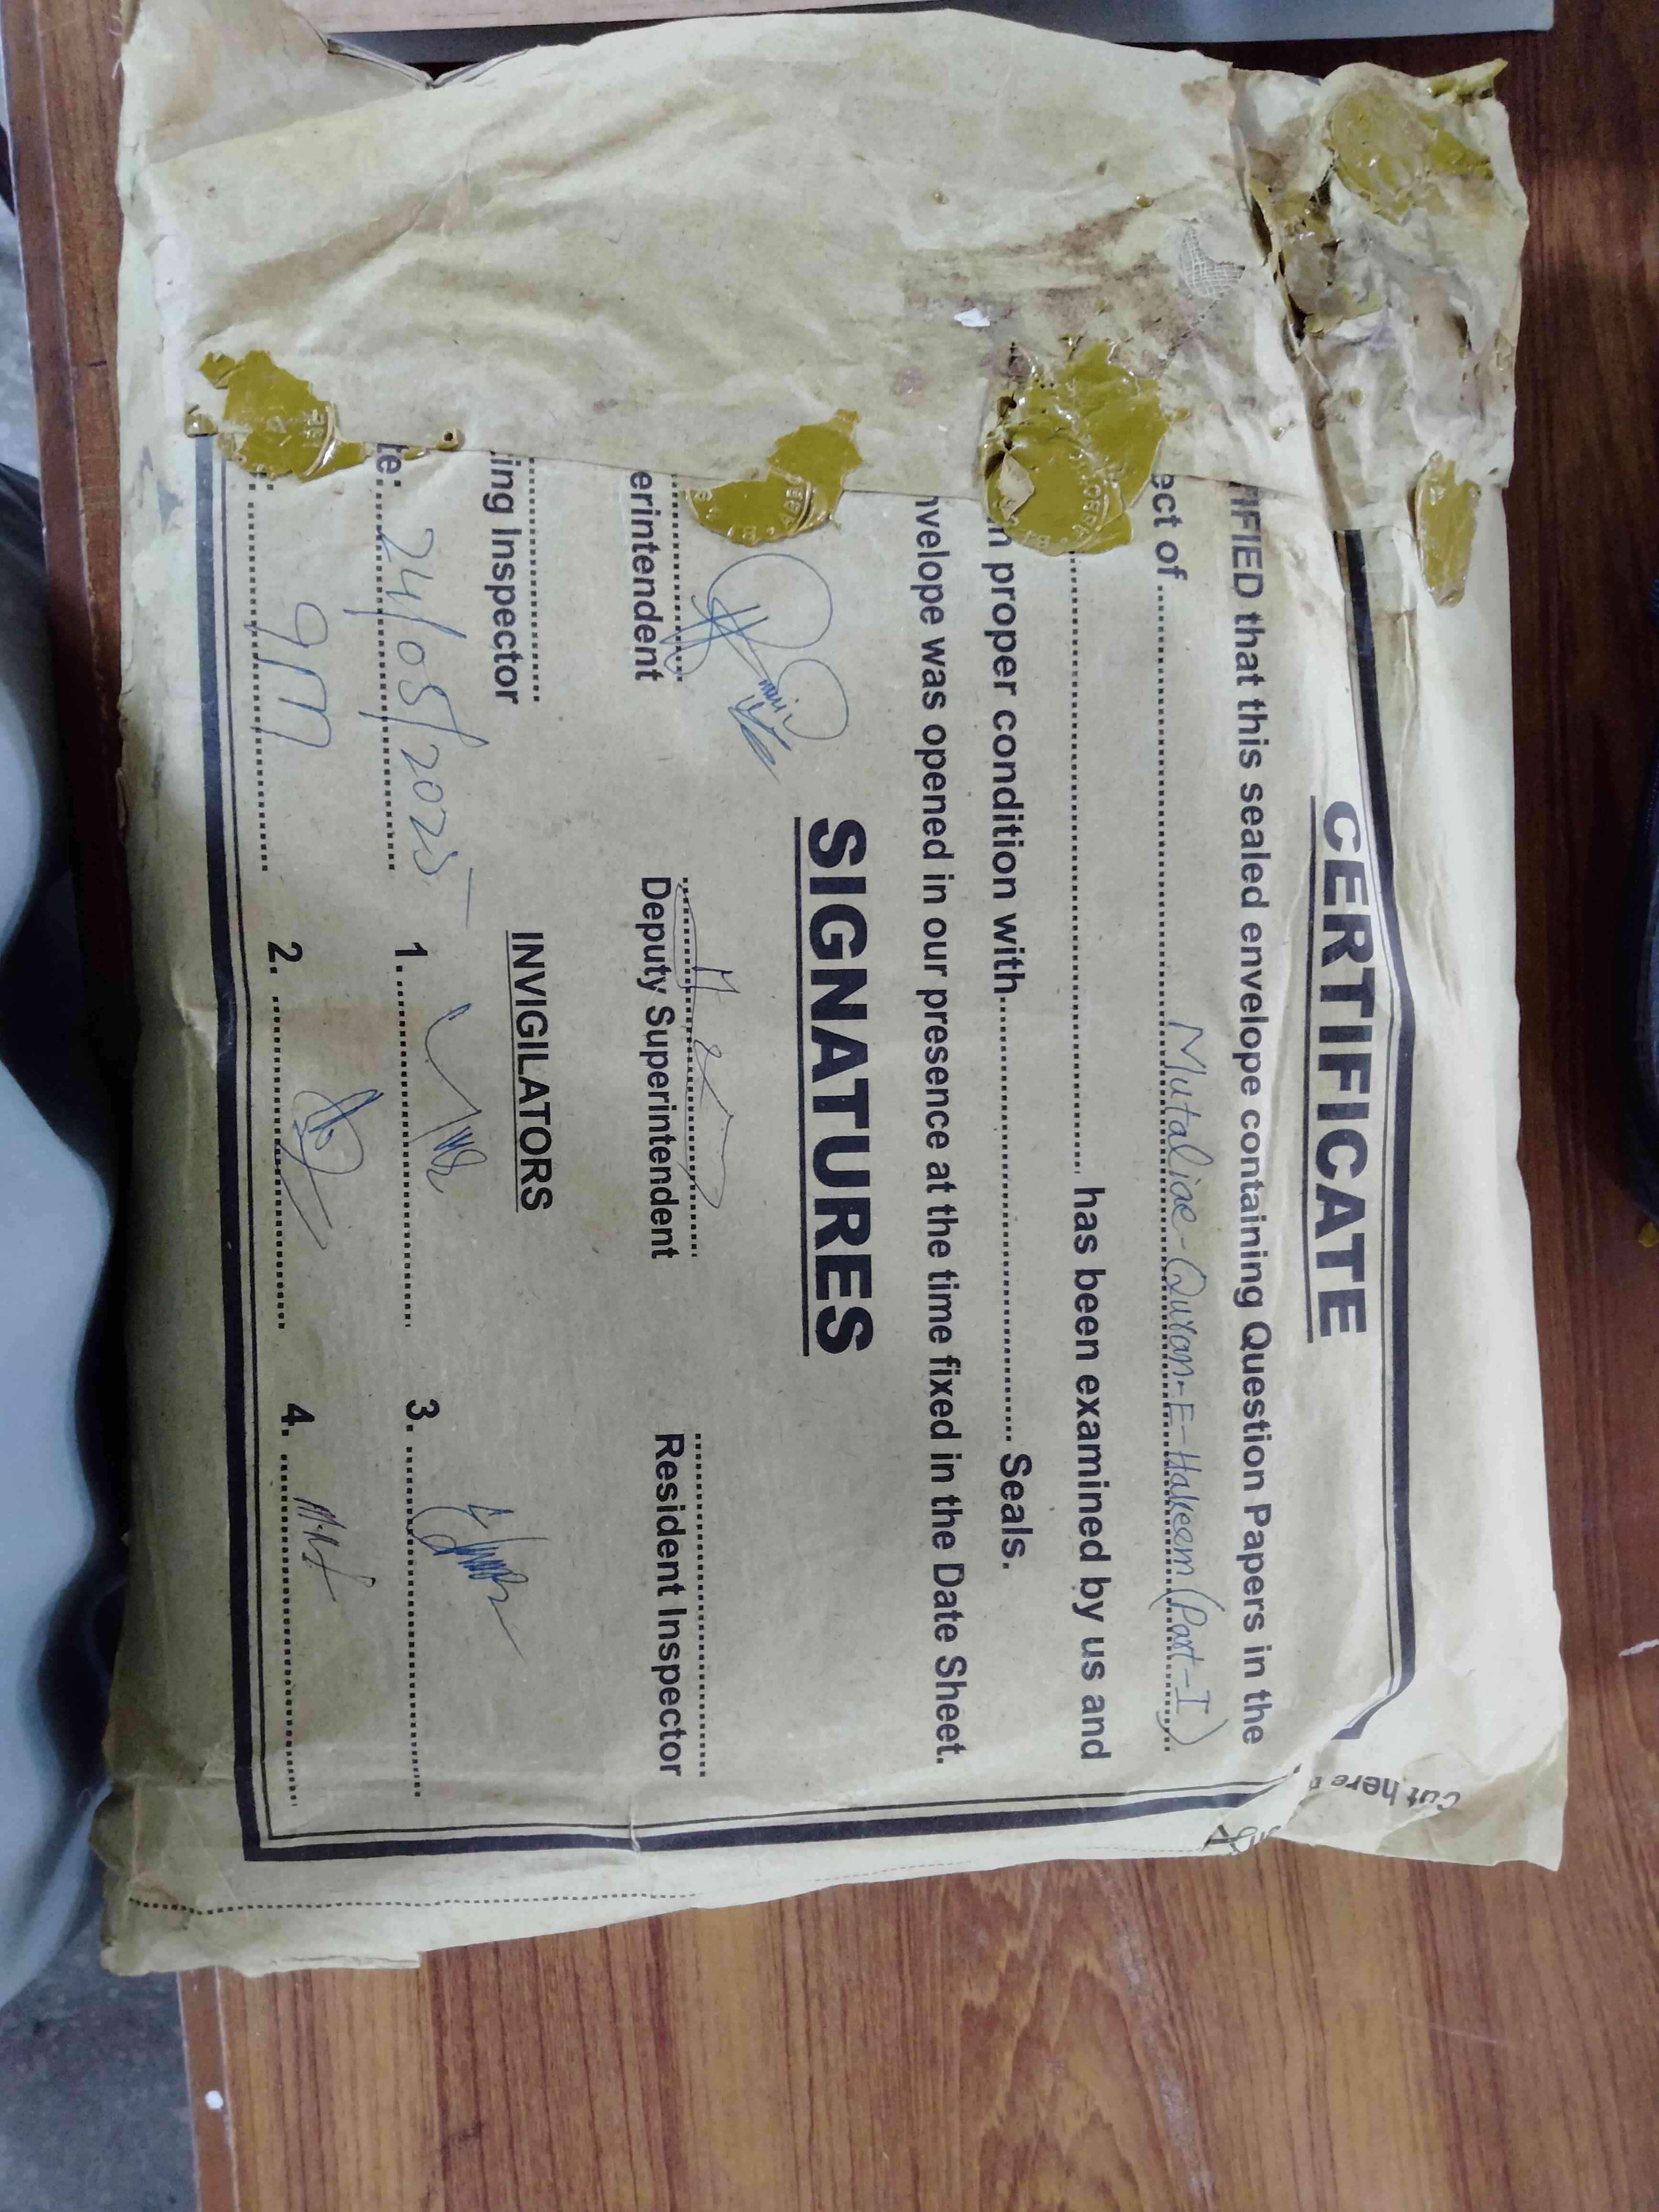 CERTIFICATE
IFIED that this sealed envelope containing Question Papers in the
ect of .......... Mutaliae-Quran-E-Hakeem (Part-I)
.......... has been examined by us and
n proper condition with .......... Seals.
nvelope was opened in our presence at the time fixed in the Date Sheet.
SIGNATURES
erintendent
Deputy Superintendent
Resident Inspector
ing Inspector
INVIGILATORS
te: 24/05/2025
1.
3.
2.
4.
Cut here